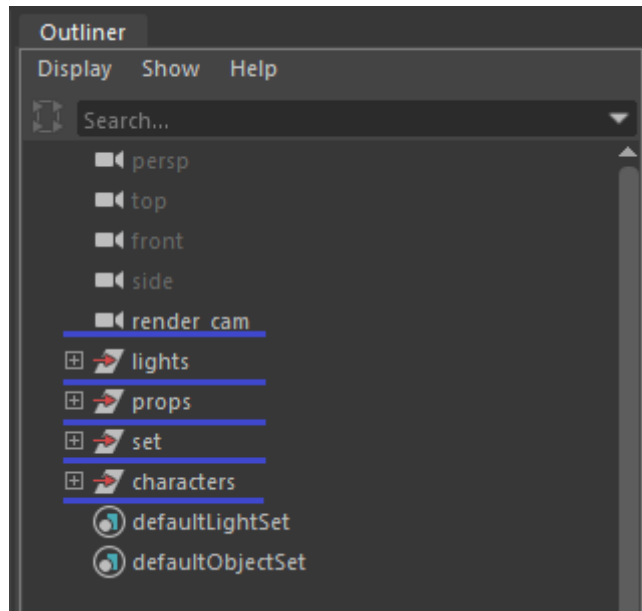 Outliner
Display Show Help
Search...
persp
top
front
side
render_cam
lights
props
set
characters
defaultLightSet
defaultObjectSet